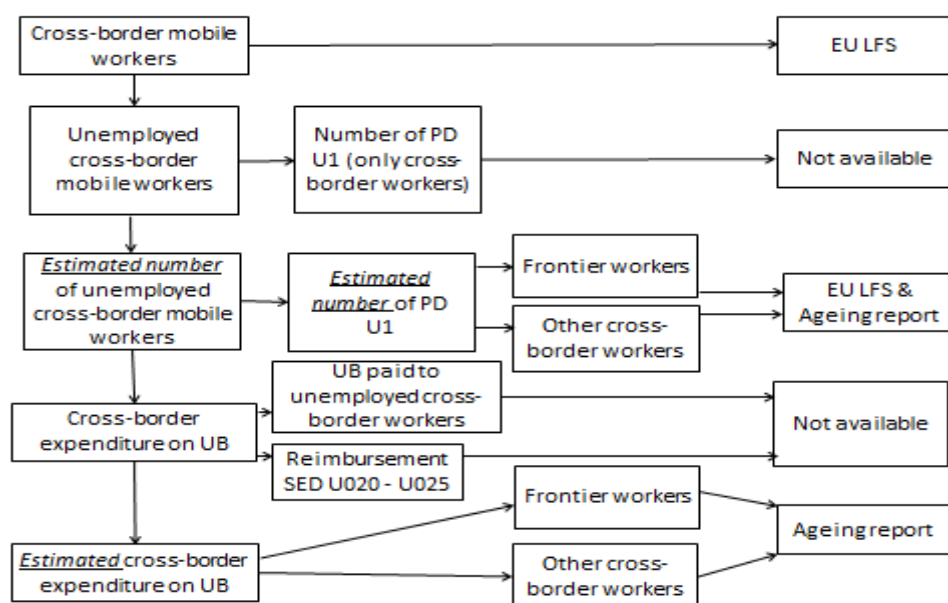 Cross-border mobile
workers
EU LFS
Unemployed
cross-border
mobile workers
Number of PD
U1 (only cross-
border workers)
Not available
Estimated number
of unemployed
cross-border mobile
workers
Estimated
number of PD
U1
Frontier workers
Other cross-
border workers
EU LFS &
Ageing report
Cross-border
expenditure on UB
UB paid to
unemployed cross-
border workers
Reimbursement
SED U020 - U025
Not available
Estimated cross-border
expenditure on UB
Frontier workers
Other cross-
border workers
Ageing report